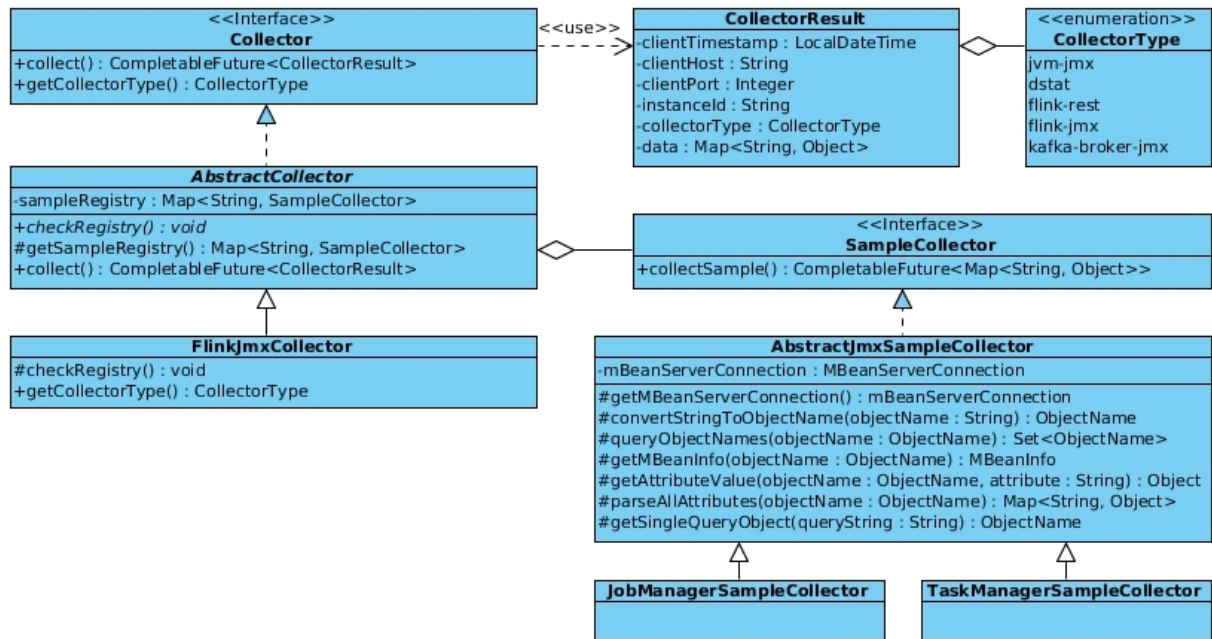 <<Interface>>
Collector
+collect() : CompletableFuture<CollectorResult>
+getCollectorType() : CollectorType
<<use>>
CollectorResult
-clientTimestamp : LocalDateTime
-clientHost : String
-clientPort : Integer
-instanceId : String
-collectorType : CollectorType
-data : Map<String, Object>
<<enumeration>>
CollectorType
jvm-jmx
dstat
flink-rest
flink-jmx
kafka-broker-jmx
AbstractCollector
-sampleRegistry : Map<String, SampleCollector>
+checkRegistry() : void
#getSampleRegistry() : Map<String, SampleCollector>
+collect() : CompletableFuture<CollectorResult>
<<Interface>>
SampleCollector
+collectSample() : CompletableFuture<Map<String, Object>>
FlinkJmxCollector
#checkRegistry() : void
+getCollectorType() : CollectorType
AbstractJmxSampleCollector
-mBeanServerConnection : MBeanServerConnection
#getMBeanServerConnection() : mBeanServerConnection
#convertStringToObjectName(objectName : String) : ObjectName
#queryObjectNames(objectName : ObjectName) : Set<ObjectName>
#getMBeanInfo(objectName : ObjectName) : MBeanInfo
#getAttributeValue(objectName : ObjectName, attribute : String) : Object
#parseAllAttributes(objectName : ObjectName) : Map<String, Object>
#getSingleQueryObject(queryString : String) : ObjectName
JobManagerSampleCollector
TaskManagerSampleCollector